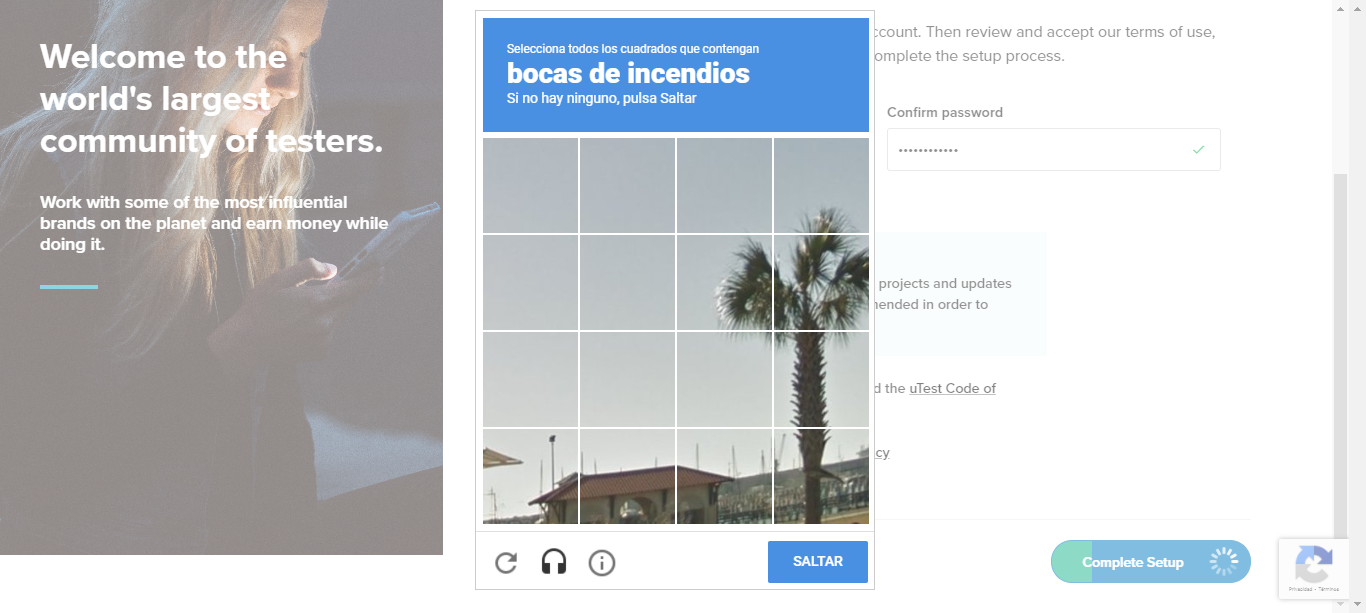 Welcome to the
world's largest
community of testers.
Work with some of the most influential
brands on the planet and earn money while
doing it.
Selecciona todos los cuadrados que contengan
bocas de incendios
Si no hay ninguno, pulsa Saltar
SALTAR
ccount. Then review and accept our terms of use,
omplete the setup process.
Confirm password
projects and updates
nended in order to
d the uTest Code of
cy
Complete Setup
Privacidad - Términos